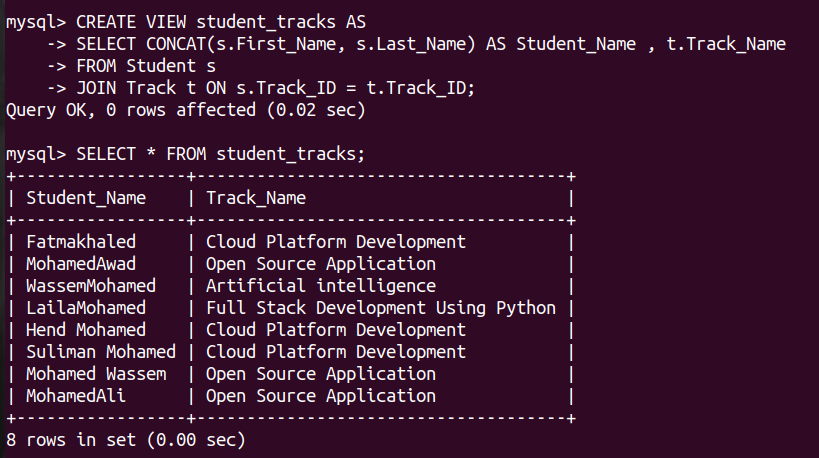 mysql> CREATE VIEW student_tracks AS
    -> SELECT CONCAT(s.First_Name, s.Last_Name) AS Student_Name , t.Track_Name
    -> FROM Student s
    -> JOIN Track t ON s.Track_ID = t.Track_ID;
Query OK, 0 rows affected (0.02 sec)

mysql> SELECT * FROM student_tracks;
+-----------------+-------------------------------------+
| Student_Name    | Track_Name                          |
+-----------------+-------------------------------------+
| Fatmakhaled     | Cloud Platform Development          |
| MohamedAwad     | Open Source Application             |
| WassemMohamed   | Artificial intelligence             |
| LailaMohamed    | Full Stack Development Using Python |
| Hend Mohamed    | Cloud Platform Development          |
| Suliman Mohamed | Cloud Platform Development          |
| Mohamed Wassem  | Open Source Application             |
| MohamedAli      | Open Source Application             |
+-----------------+-------------------------------------+
8 rows in set (0.00 sec)